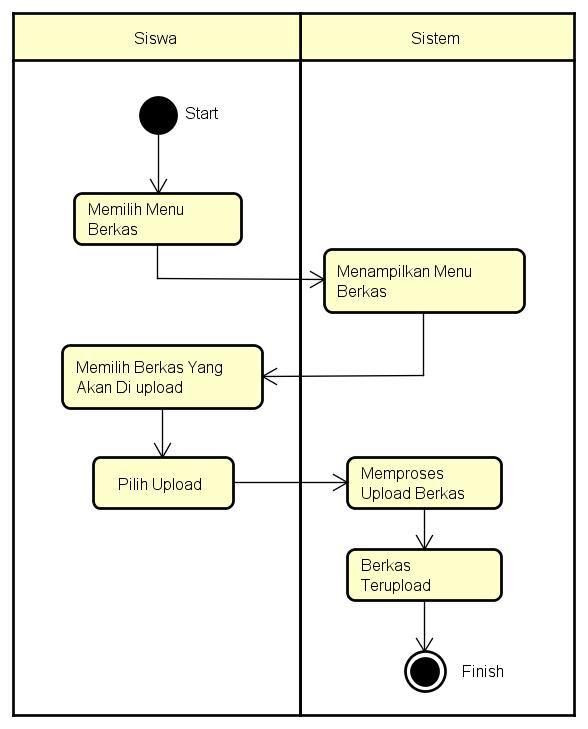 Siswa
Sistem
Start
Memilih Menu
Berkas
Menampilkan Menu
Berkas
Memilih Berkas Yang
Akan Di upload
Pilih Upload
Memproses
Upload Berkas
Berkas
Terupload
Finish